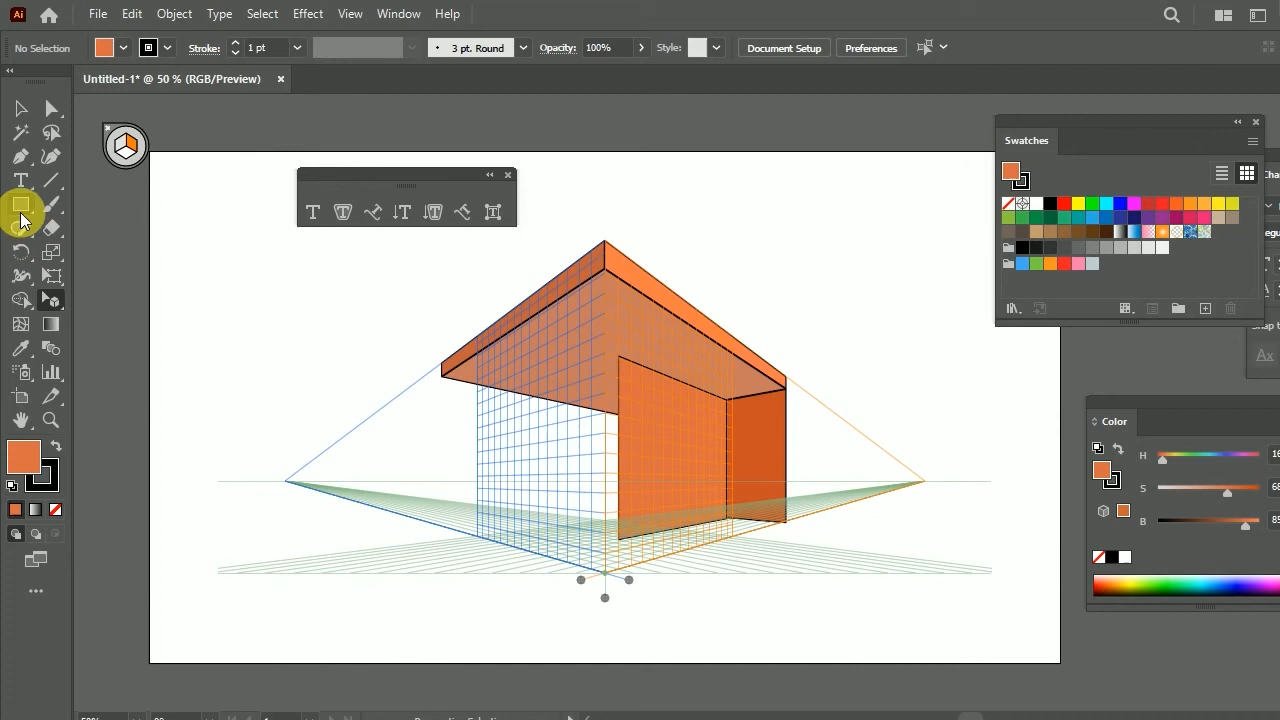 Ai File Edit Object Type Select Effect View Window Help
No Selection Stroke: 1 pt 3 pt. Round Opacity: 100% Style: Document Setup Preferences
Untitled-1* @ 50 % (RGB/Preview)
Swatches
Color
H
S
B